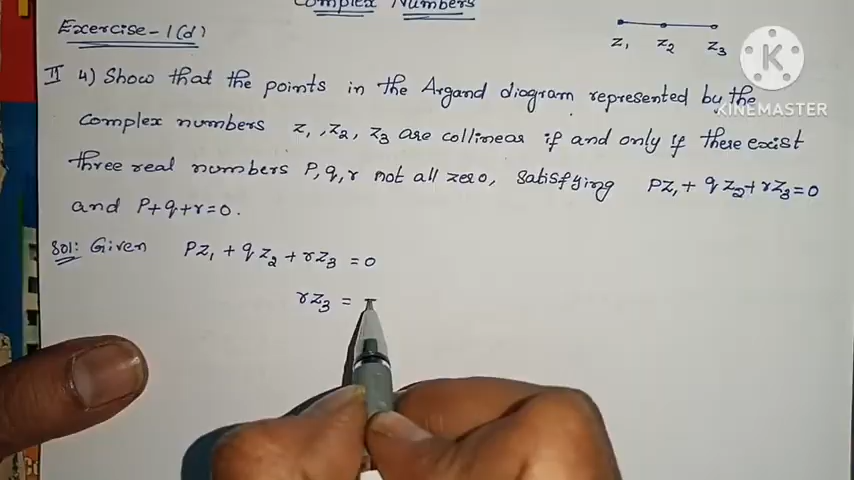 Complex Numbers
Exercise-1(d)
z₁ z₂ z₃
K
KINEMASTER
II 4) Show that the points in the Argand diagram represented by the
complex numbers z₁, z₂, z₃ are collinear if and only if there exist
three real numbers P, q, r not all zero, satisfying Pz₁ + qz₂ + rz₃ = 0
and P+q+r=0.
Sol: Given Pz₁ + qz₂ + rz₃ = 0
rz₃ = -